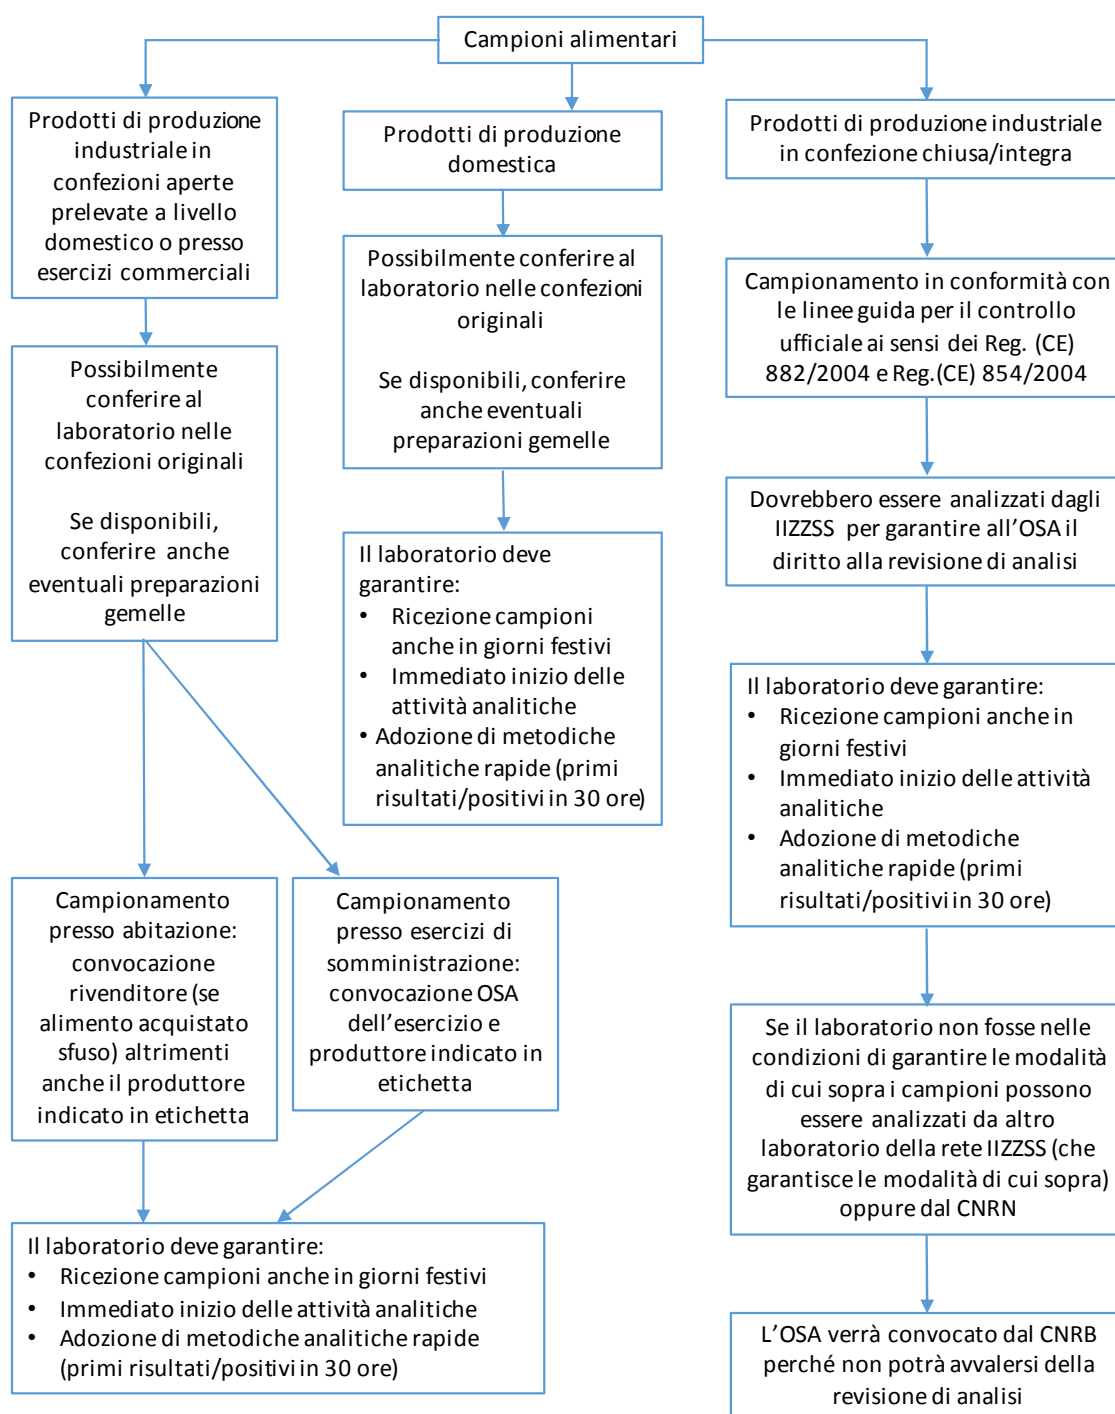 Campioni alimentari
Prodotti di produzione
industriale in
confezioni aperte
prelevate a livello
domestico o presso
esercizi commerciali
Possibilmente
conferire al
laboratorio nelle
confezioni originali
Se disponibili,
conferire anche
eventuali preparazioni
gemelle
Campionamento
presso abitazione:
convocazione
rivenditore (se
alimento acquistato
sfuso) altrimenti
anche il produttore
indicato in etichetta
Campionamento
presso esercizi di
somministrazione:
convocazione OSA
dell’esercizio e
produttore indicato in
etichetta
Il laboratorio deve garantire:
• Ricezione campioni anche in giorni festivi
• Immediato inizio delle attività analitiche
• Adozione di metodiche analitiche rapide
(primi risultati/positivi in 30 ore)
Prodotti di produzione
domestica
Possibilmente conferire al
laboratorio nelle confezioni
originali
Se disponibili, conferire
anche eventuali
preparazioni gemelle
Il laboratorio deve
garantire:
• Ricezione campioni
anche in giorni festivi
• Immediato inizio delle
attività analitiche
• Adozione di metodiche
analitiche rapide (primi
risultati/positivi in 30 ore)
Prodotti di produzione industriale
in confezione chiusa/integra
Campionamento in conformità con
le linee guida per il controllo
ufficiale ai sensi dei Reg. (CE)
882/2004 e Reg.(CE) 854/2004
Dovrebbero essere analizzati dagli
IIZZSS per garantire all’OSA il
diritto alla revisione di analisi
Il laboratorio deve garantire:
• Ricezione campioni anche in
giorni festivi
• Immediato inizio delle attività
analitiche
• Adozione di metodiche
analitiche rapide (primi
risultati/positivi in 30 ore)
Se il laboratorio non fosse nelle
condizioni di garantire le modalità
di cui sopra i campioni possono
essere analizzati da altro
laboratorio della rete IIZZSS (che
garantisce le modalità di cui sopra)
oppure dal CNRN
L’OSA verrà convocato dal CNRB
perché non potrà avvalersi della
revisione di analisi